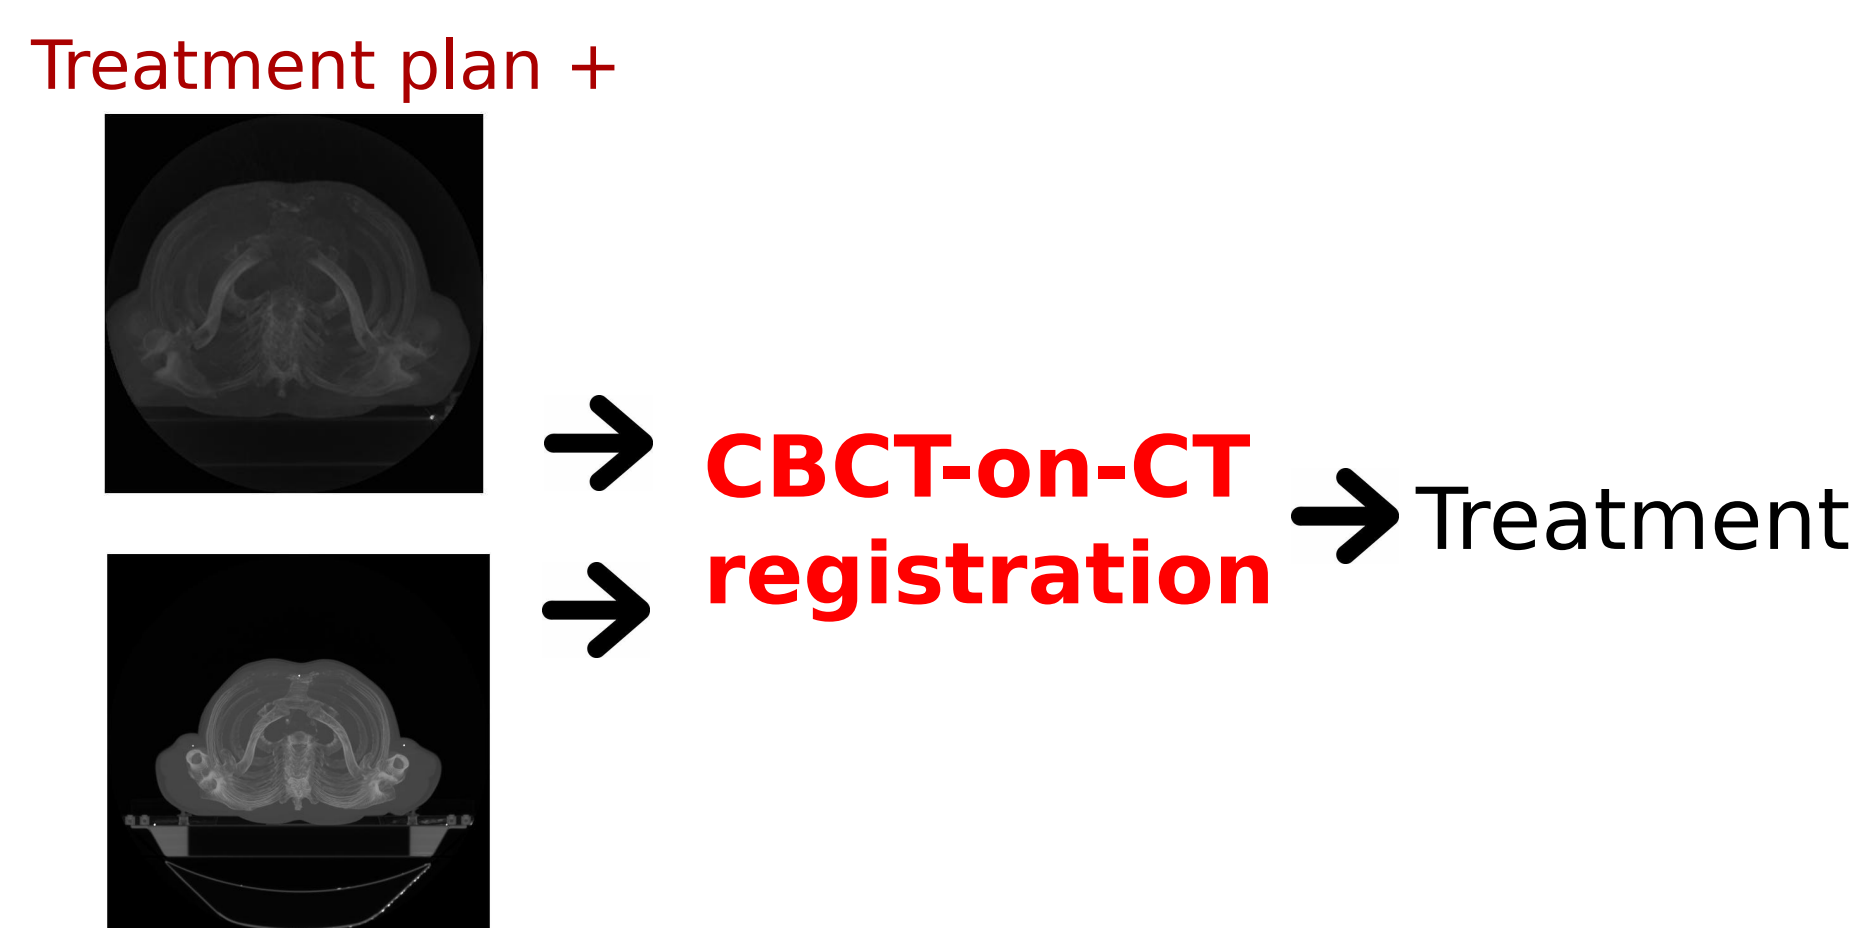 Treatment plan +
CBCT-on-CT
registration
Treatment